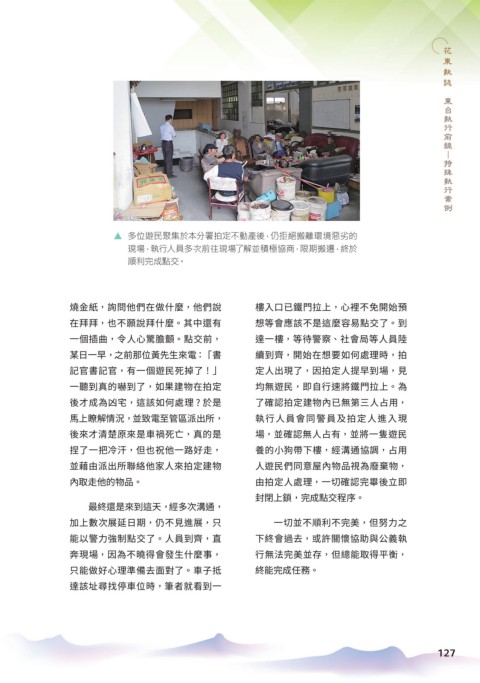 花東執誌 東台執行前線—特殊執行案例
▲ 多位遊民聚集於本分署拍定不動產後,仍拒絕搬離環境惡劣的
現場,執行人員多次前往現場了解並積極協商,限期搬遷,終於
順利完成點交。
燒金紙,詢問他們在做什麼,他們說
在拜拜,也不願說拜什麼。其中還有
一個插曲,令人心驚膽顫。點交前,
某日一早,之前那位黃先生來電:「書
記官書記官,有一個遊民死掉了!」
一聽到真的嚇到了,如果建物在拍定
後才成為凶宅,這該如何處理?於是
馬上瞭解情況,並致電至管區派出所,
後來才清楚原來是車禍死亡,真的是
捏了一把冷汗,但也祝他一路好走,
並藉由派出所聯絡他家人來拍定建物
內取走他的物品。
最終還是來到這天,經多次溝通,
加上數次展延日期,仍不見進展,只
能以警力強制點交了。人員到齊,直
奔現場,因為不曉得會發生什麼事,
只能做好心理準備去面對了。車子抵
達該址尋找停車位時,筆者就看到一
樓入口已鐵門拉上,心裡不免開始預
想等會應該不是這麼容易點交了。到
達一樓,等待警察、社會局等人員陸
續到齊,開始在想要如何處理時,拍
定人出現了,因拍定人提早到場,見
均無遊民,即自行速將鐵門拉上。為
了確認拍定建物內已無第三人占用,
執行人員會同警員及拍定人進入現
場,並確認無人占有,並將一隻遊民
養的小狗帶下樓,經溝通協調,占用
人遊民們同意屋內物品視為廢棄物,
由拍定人處理,一切確認完畢後立即
封閉上鎖,完成點交程序。
一切並不順利不完美,但努力之
下終會過去,或許關懷協助與公義執
行無法完美並存,但總能取得平衡,
終能完成任務。
127